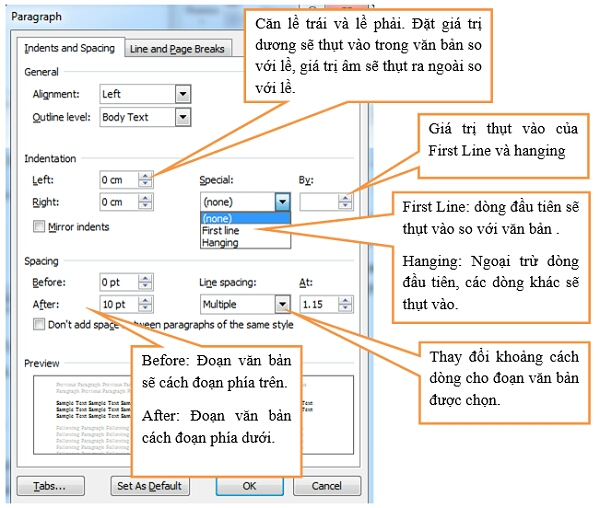 Paragraph
Indents and Spacing
Line and Page Breaks
General
Alignment:
Left
Outline level:
Body Text
Indentation
Left:
0 cm
Right:
0 cm
Special:
(none)
(none)
First line
Hanging
By:
Mirror indents
Spacing
Before:
0 pt
After:
10 pt
Line spacing:
Multiple
At:
1.15
Don't add space between paragraphs of the same style
Preview
Sample Text Sample Text Sample Text
Tabs...
Set As Default
OK
Cancel
Căn lề trái và lề phải. Đặt giá trị
dương sẽ thụt vào trong văn bản so
với lề, giá trị âm sẽ thụt ra ngoài so
với lề.
Giá trị thụt vào của
First Line và hanging
First Line: dòng đầu tiên sẽ
thụt vào so với văn bản .
Hanging: Ngoại trừ dòng
đầu tiên, các dòng khác sẽ
thụt vào.
Before: Đoạn văn bản
sẽ cách đoạn phía trên.
After: Đoạn văn bản
cách đoạn phía dưới.
Thay đổi khoảng cách
dòng cho đoạn văn bản
được chọn.